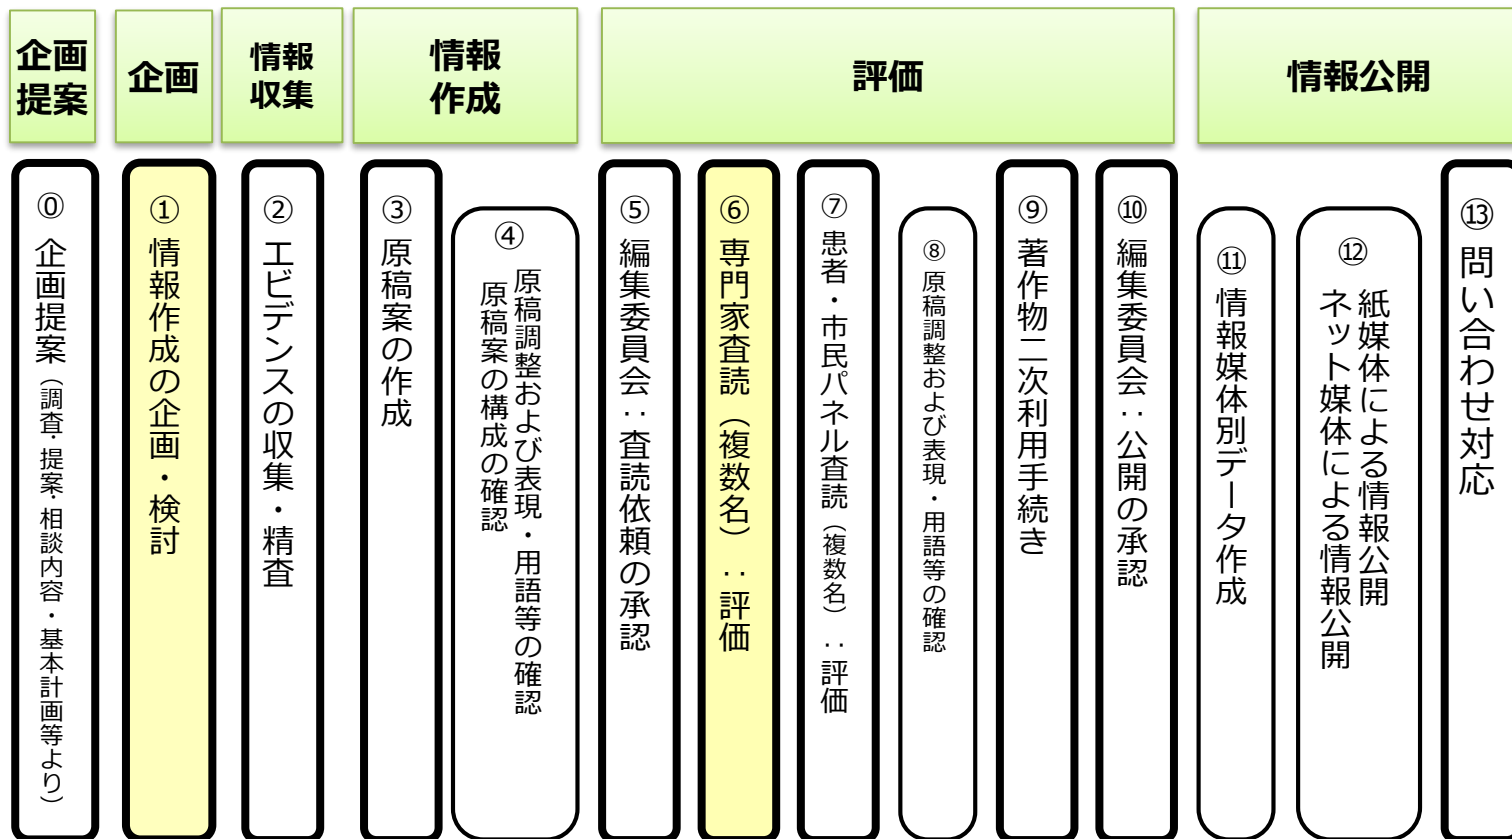 企画
提案
企画
情報
収集
情報
作成
評価
情報公開
⓪ 企画提案（調査・提案・相談内容・基本計画等より）
① 情報作成の企画・検討
② エビデンスの収集・精査
③ 原稿案の作成
④ 原稿調整および表現・用語等の確認
原稿案の構成の確認
⑤ 編集委員会：査読依頼の承認
⑥ 専門家査読（複数名）：評価
⑦ 患者・市民パネル査読（複数名）：評価
⑧ 原稿調整および表現・用語等の確認
⑨ 著作物二次利用手続き
⑩ 編集委員会：公開の承認
⑪ 情報媒体別データ作成
⑫ 紙媒体による情報公開
ネット媒体による情報公開
⑬ 問い合わせ対応